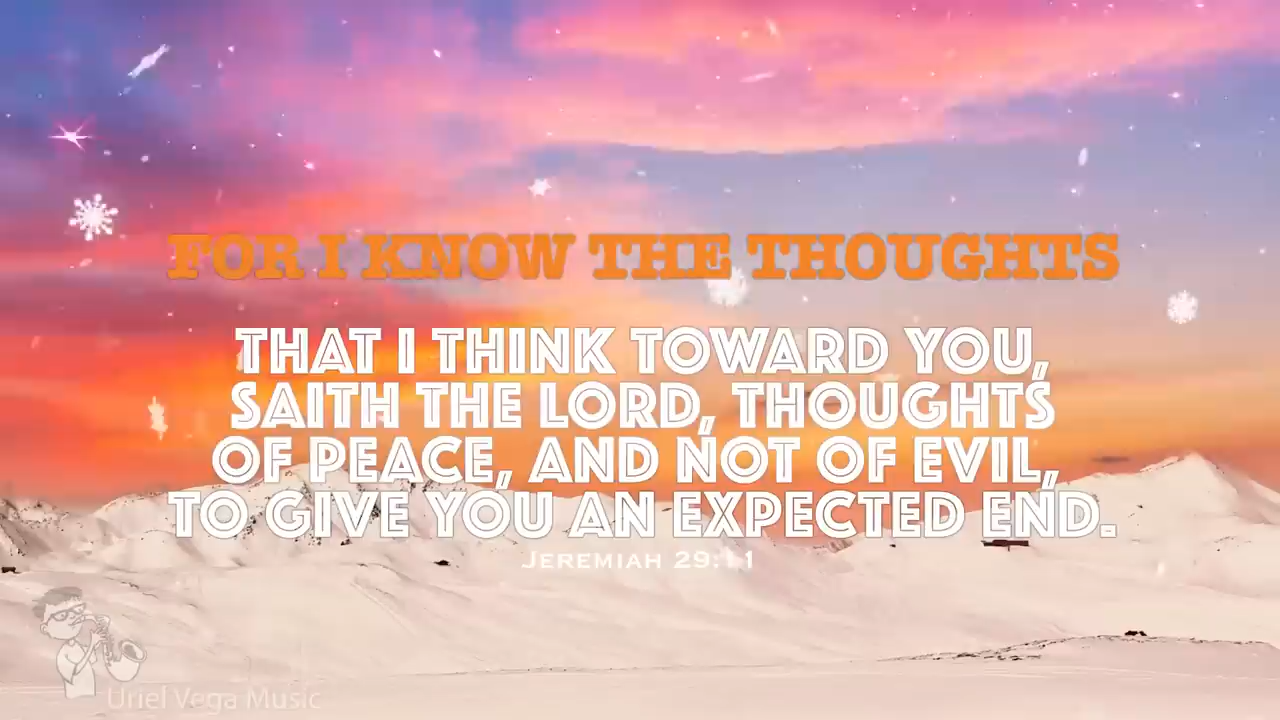 FOR I KNOW THE THOUGHTS
THAT I THINK TOWARD YOU,
SAITH THE LORD, THOUGHTS
OF PEACE, AND NOT OF EVIL,
TO GIVE YOU AN EXPECTED END.
JEREMIAH 29:11
Uriel Vega Music